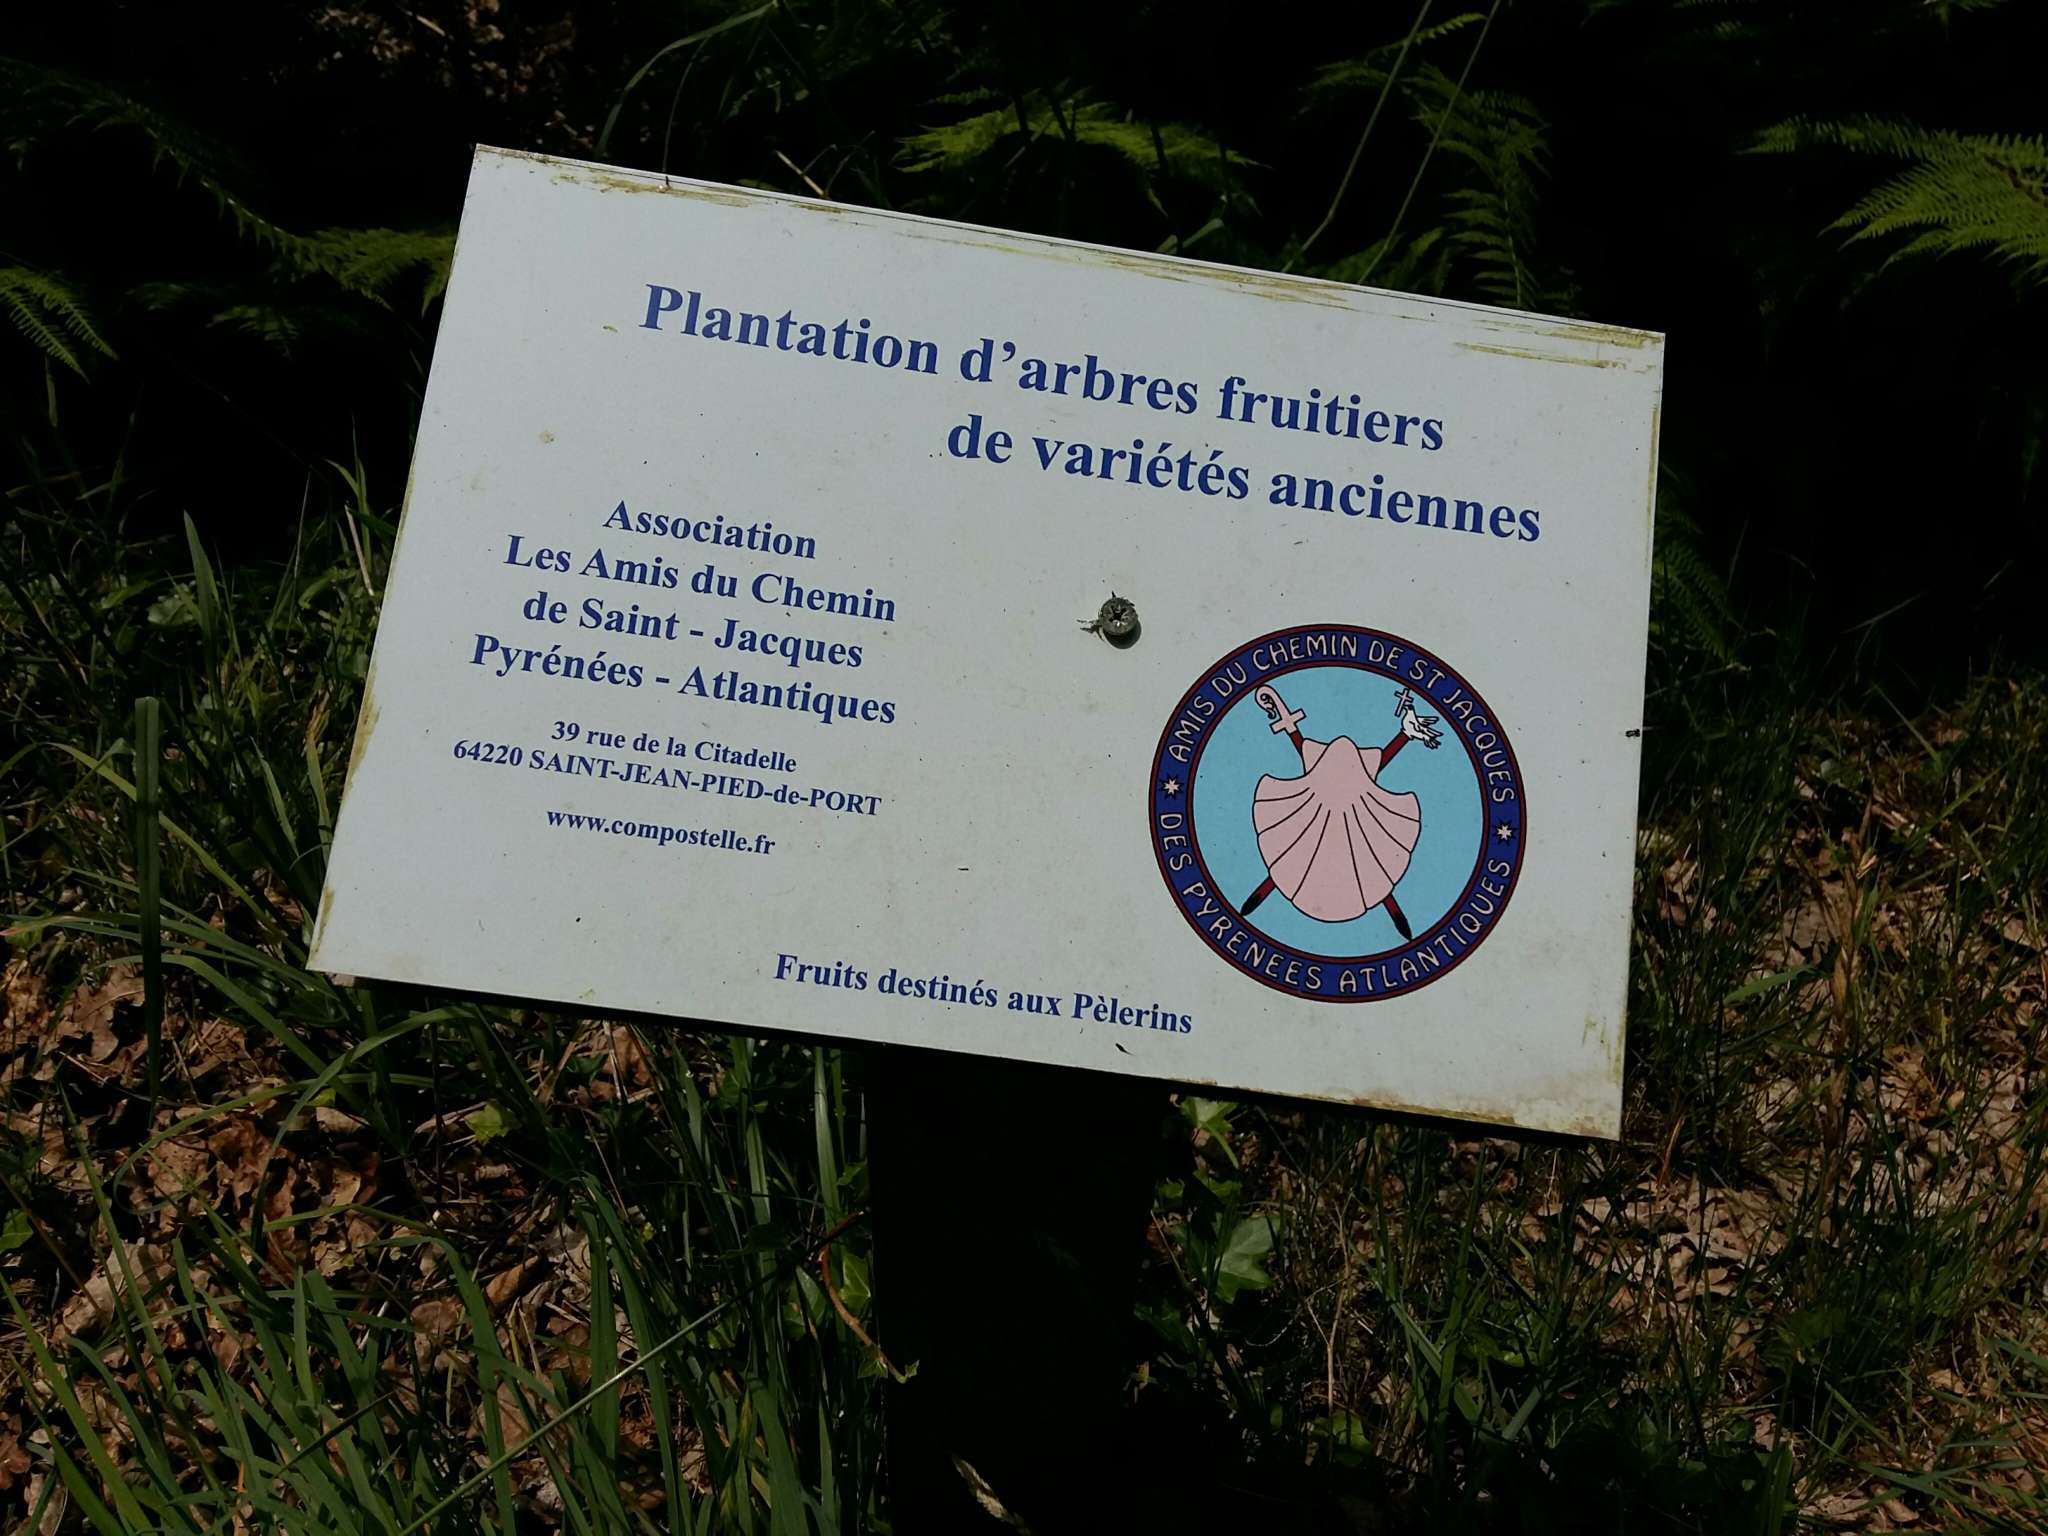 Plantation d’arbres fruitiers
de variétés anciennes
Association
Les Amis du Chemin
de Saint - Jacques
Pyrénées - Atlantiques
39 rue de la Citadelle
64220 SAINT-JEAN-PIED-de-PORT
www.compostelle.fr
AMIS DU CHEMIN DE ST JACQUES
DES PYRENEES ATLANTIQUES
Fruits destinés aux Pèlerins